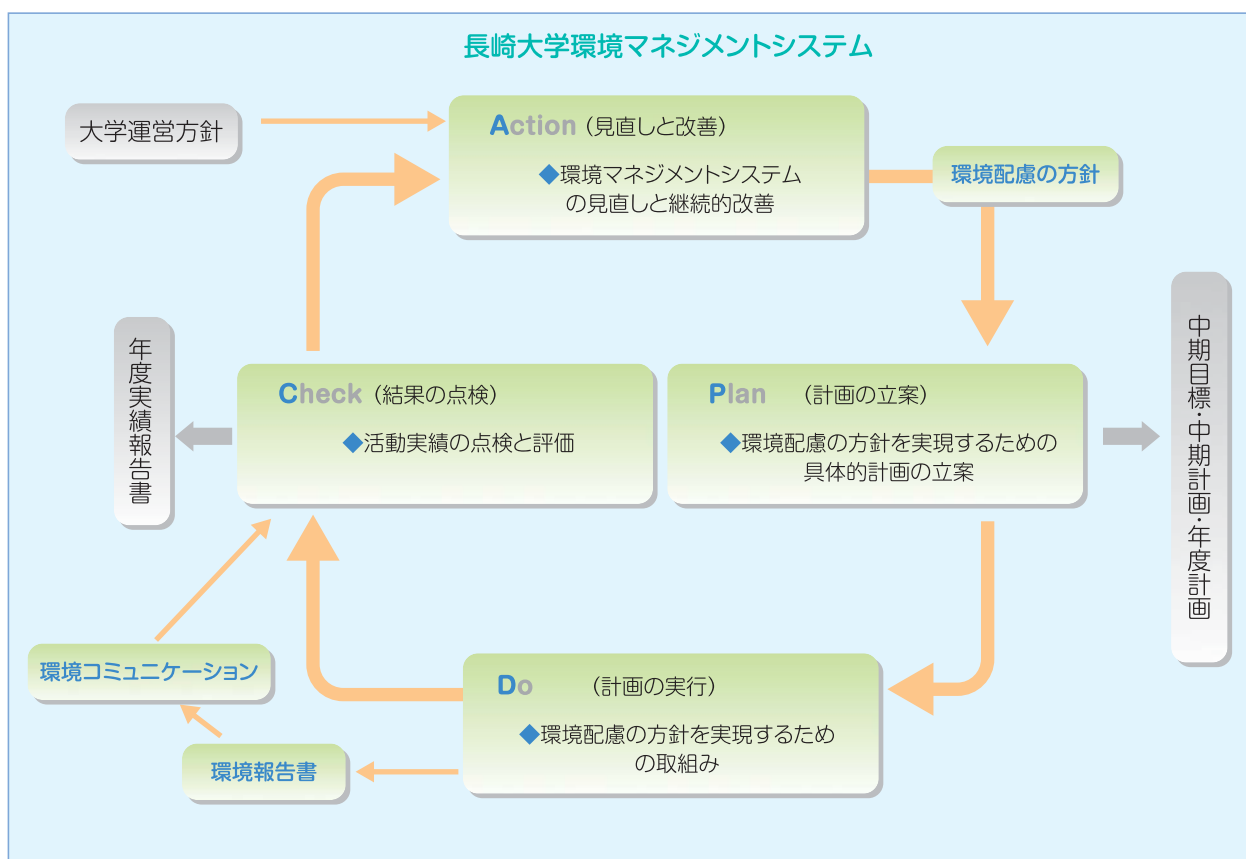 長崎大学環境マネジメントシステム
大学運営方針
Action (見直しと改善)
◆環境マネジメントシステム
の見直しと継続的改善
環境配慮の方針
年度実績報告書
Check (結果の点検)
◆活動実績の点検と評価
Plan (計画の立案)
◆環境配慮の方針を実現するための
具体的計画の立案
中期目標・中期計画・年度計画
環境コミュニケーション
Do (計画の実行)
◆環境配慮の方針を実現するため
の取組み
環境報告書